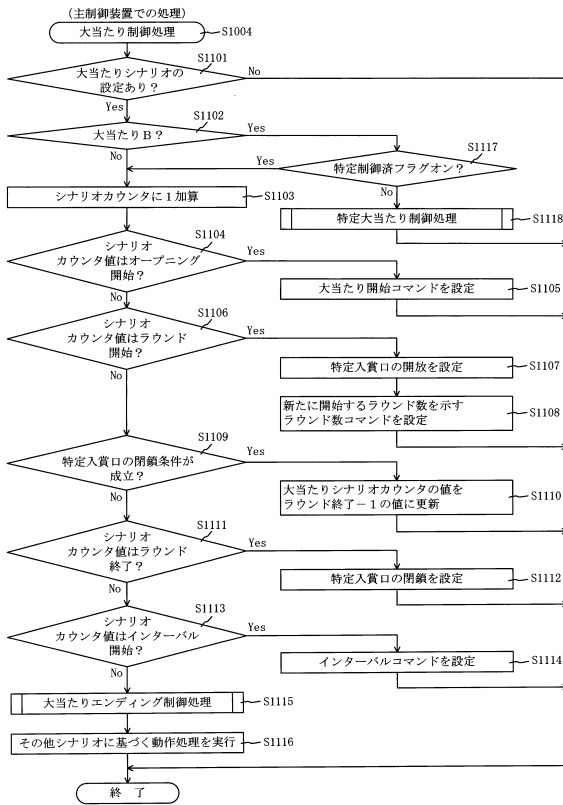 (主制御装置での処理)
大当たり制御処理
S1004
S1101
大当たりシナリオの
設定あり?
No
Yes
S1102
大当たりB?
Yes
No
S1117
特定制御済フラグオン?
Yes
No
シナリオカウンタに1加算
S1103
特定大当たり制御処理
S1118
S1104
シナリオ
カウンタ値はオープニング
開始?
Yes
No
大当たり開始コマンドを設定
S1105
S1106
シナリオ
カウンタ値はラウンド
開始?
Yes
No
特定入賞口の開放を設定
S1107
新たに開始するラウンド数を示す
ラウンド数コマンドを設定
S1108
S1109
特定入賞口の閉鎖条件が
成立?
Yes
No
大当たりシナリオカウンタの値を
ラウンド終了-1の値に更新
S1110
S1111
シナリオ
カウンタ値はラウンド
終了?
Yes
No
特定入賞口の閉鎖を設定
S1112
S1113
シナリオ
カウンタ値はインターバル
開始?
Yes
No
インターバルコマンドを設定
S1114
大当たりエンディング制御処理
S1115
その他シナリオに基づく動作処理を実行
S1116
終 了